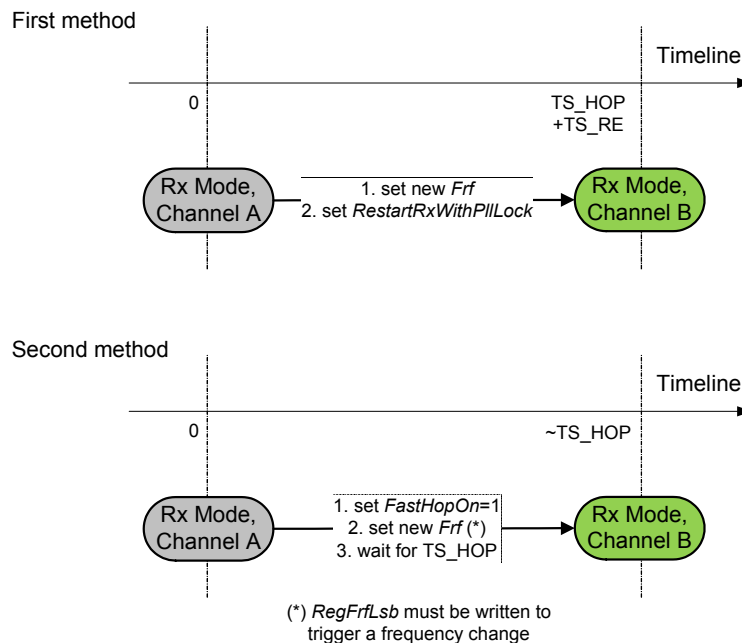 First method
Timeline
0
TS_HOP
+TS_RE
Rx Mode,
Channel A
1. set new Frf
2. set RestartRxWithPllLock
Rx Mode,
Channel B
Second method
Timeline
0
~TS_HOP
Rx Mode,
Channel A
1. set FastHopOn=1
2. set new Frf (*)
3. wait for TS_HOP
Rx Mode,
Channel B
(*) RegFrfLsb must be written to
trigger a frequency change